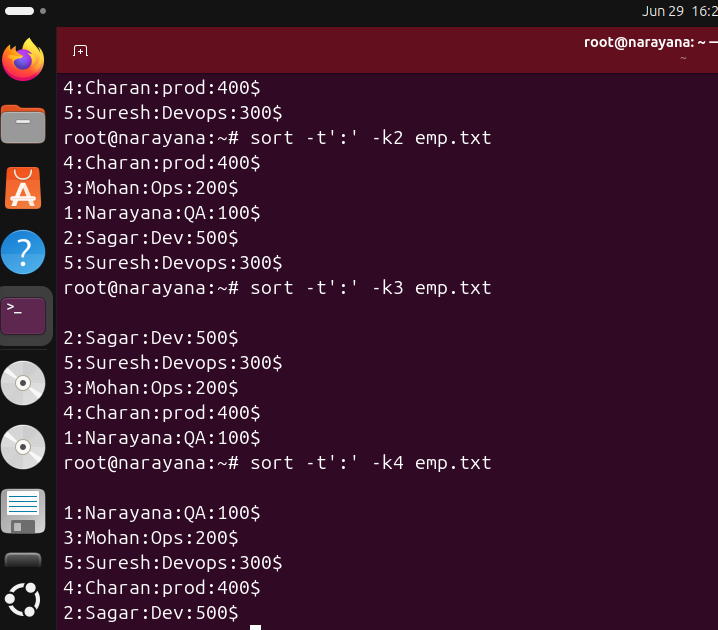 Jun 29 16:2
root@narayana: ~
~
4:Charan:prod:400$
5:Suresh:Devops:300$
root@narayana:~# sort -t':' -k2 emp.txt
4:Charan:prod:400$
3:Mohan:Ops:200$
1:Narayana:QA:100$
2:Sagar:Dev:500$
5:Suresh:Devops:300$
root@narayana:~# sort -t':' -k3 emp.txt
2:Sagar:Dev:500$
5:Suresh:Devops:300$
3:Mohan:Ops:200$
4:Charan:prod:400$
1:Narayana:QA:100$
root@narayana:~# sort -t':' -k4 emp.txt
1:Narayana:QA:100$
3:Mohan:Ops:200$
5:Suresh:Devops:300$
4:Charan:prod:400$
2:Sagar:Dev:500$